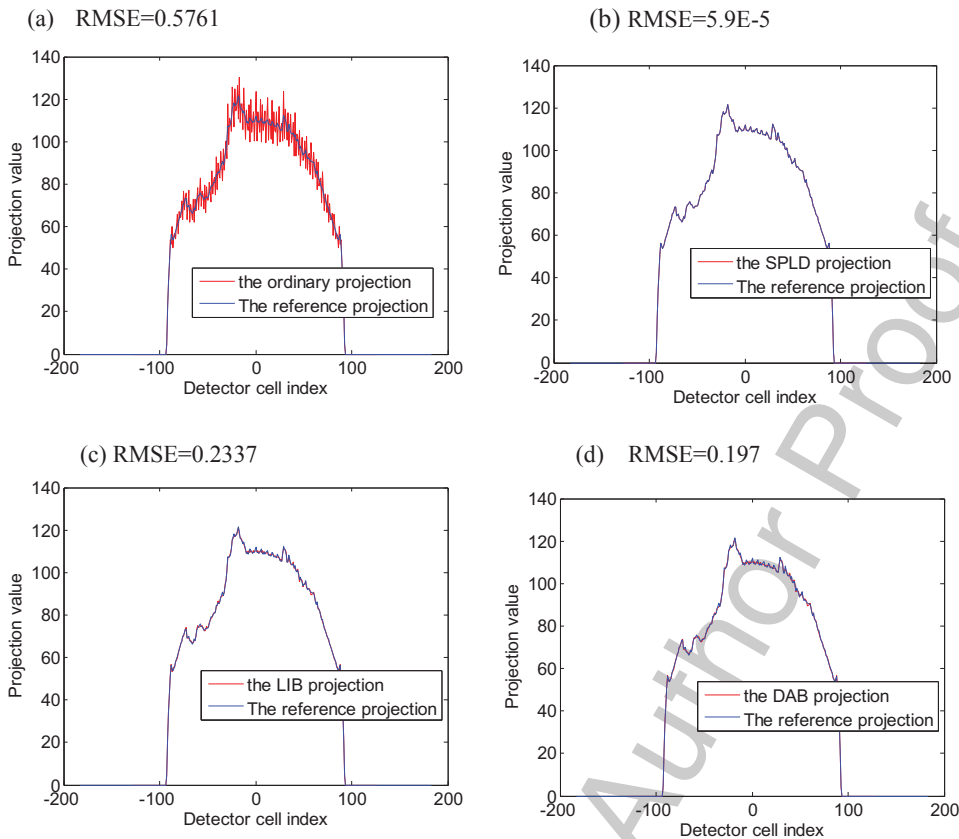 (a) RMSE=0.5761
140
120
100
80
60
40
20
0
-200 -100 0 100 200
Projection value
Detector cell index
the ordinary projection
The reference projection
(b) RMSE=5.9E-5
140
120
100
80
60
40
20
0
-200 -100 0 100 200
Projection value
Detector cell index
the SPLD projection
The reference projection
(c) RMSE=0.2337
140
120
100
80
60
40
20
0
-200 -100 0 100 200
Projection value
Detector cell index
the LIB projection
The reference projection
(d) RMSE=0.197
140
120
100
80
60
40
20
0
-200 -100 0 100 200
Projection value
Detector cell index
the DAB projection
The reference projection
Author Proof